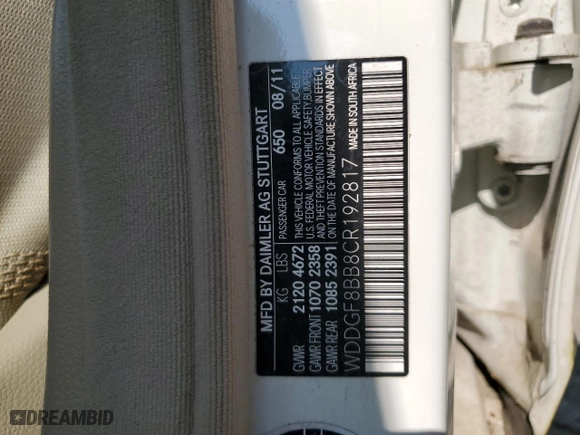 MFD BY DAIMLER AG STUTTGART
PASSENGER CAR 650 08/11
KG LBS
GVWR 2120 4672
GAWR FRONT 1070 2358
GAWR REAR 1085 2391
THIS VEHICLE CONFORMS TO ALL APPLICABLE
U.S. FEDERAL MOTOR VEHICLE SAFETY, BUMPER
AND THEFT PREVENTION STANDARDS IN EFFECT
ON THE DATE OF MANUFACTURE SHOWN ABOVE.
WDDGF8BB8CR192817 MADE IN SOUTH AFRICA
DREAMBID